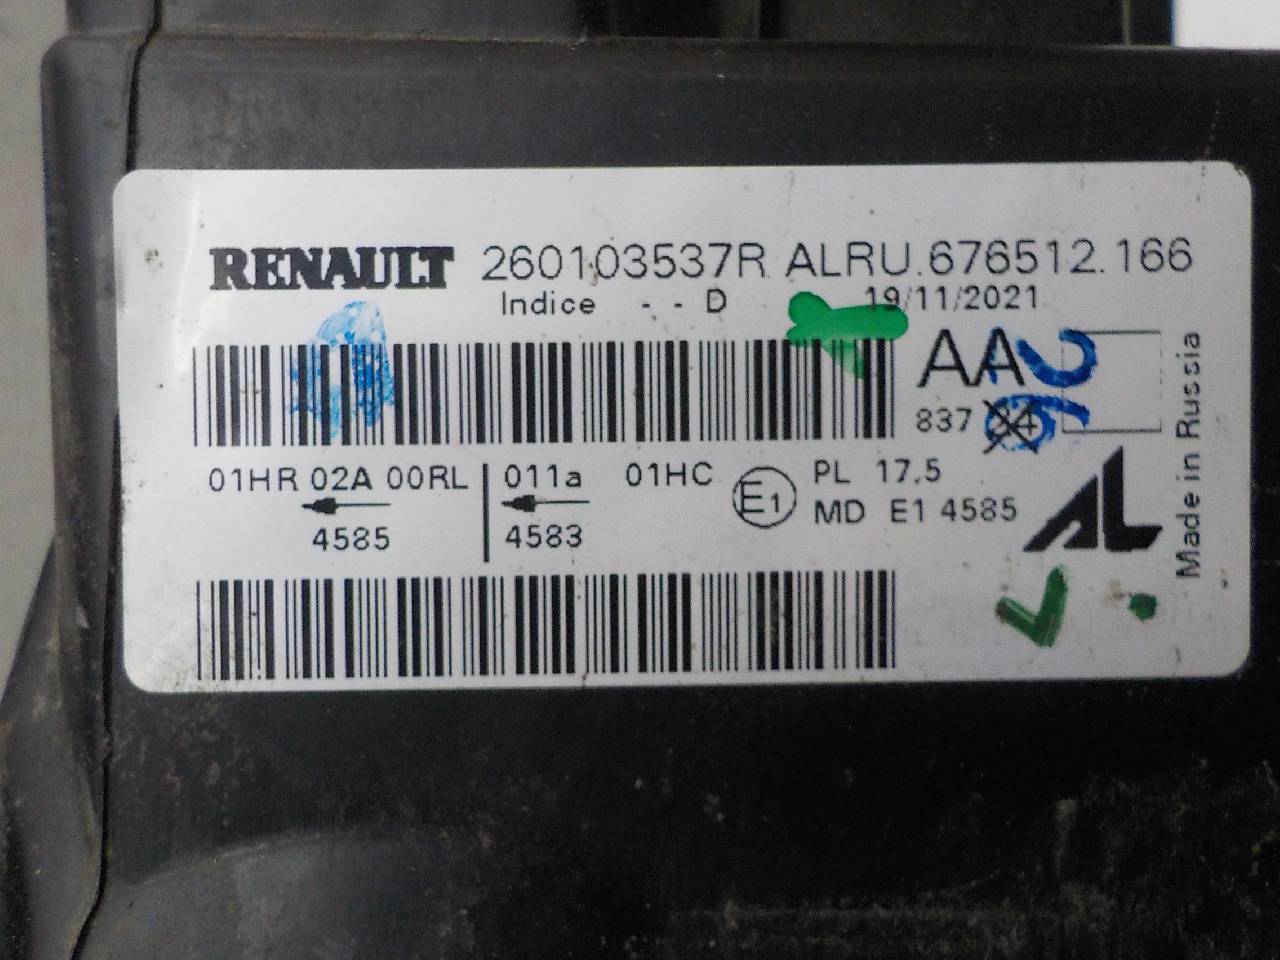 RENAULT 260103537R ALRU.676512.166
Indice - - D 19/11/2021
AA
837 34
01HR 02A 00RL 011a 01HC E1 PL 17.5
4585 4583 MD E1 4585
AL
Made in Russia